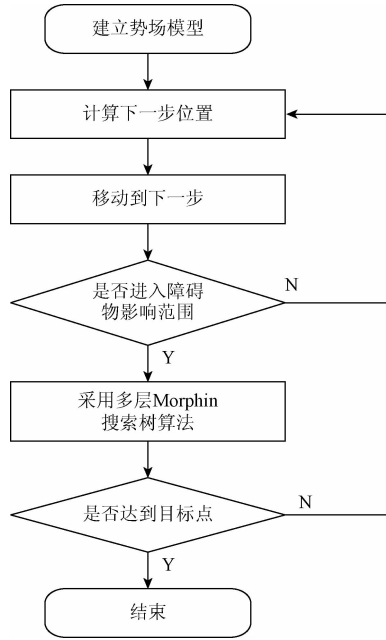 建立势场模型
计算下一步位置
移动到下一步
是否进入障碍
物影响范围
N
Y
采用多层Morphin
搜索树算法
是否达到目标点
N
Y
结束